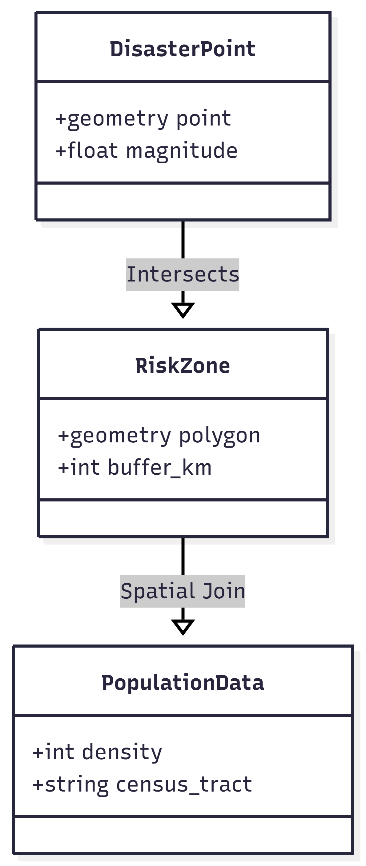 DisasterPoint
+geometry point
+float magnitude
Intersects
RiskZone
+geometry polygon
+int buffer_km
Spatial Join
PopulationData
+int density
+string census_tract